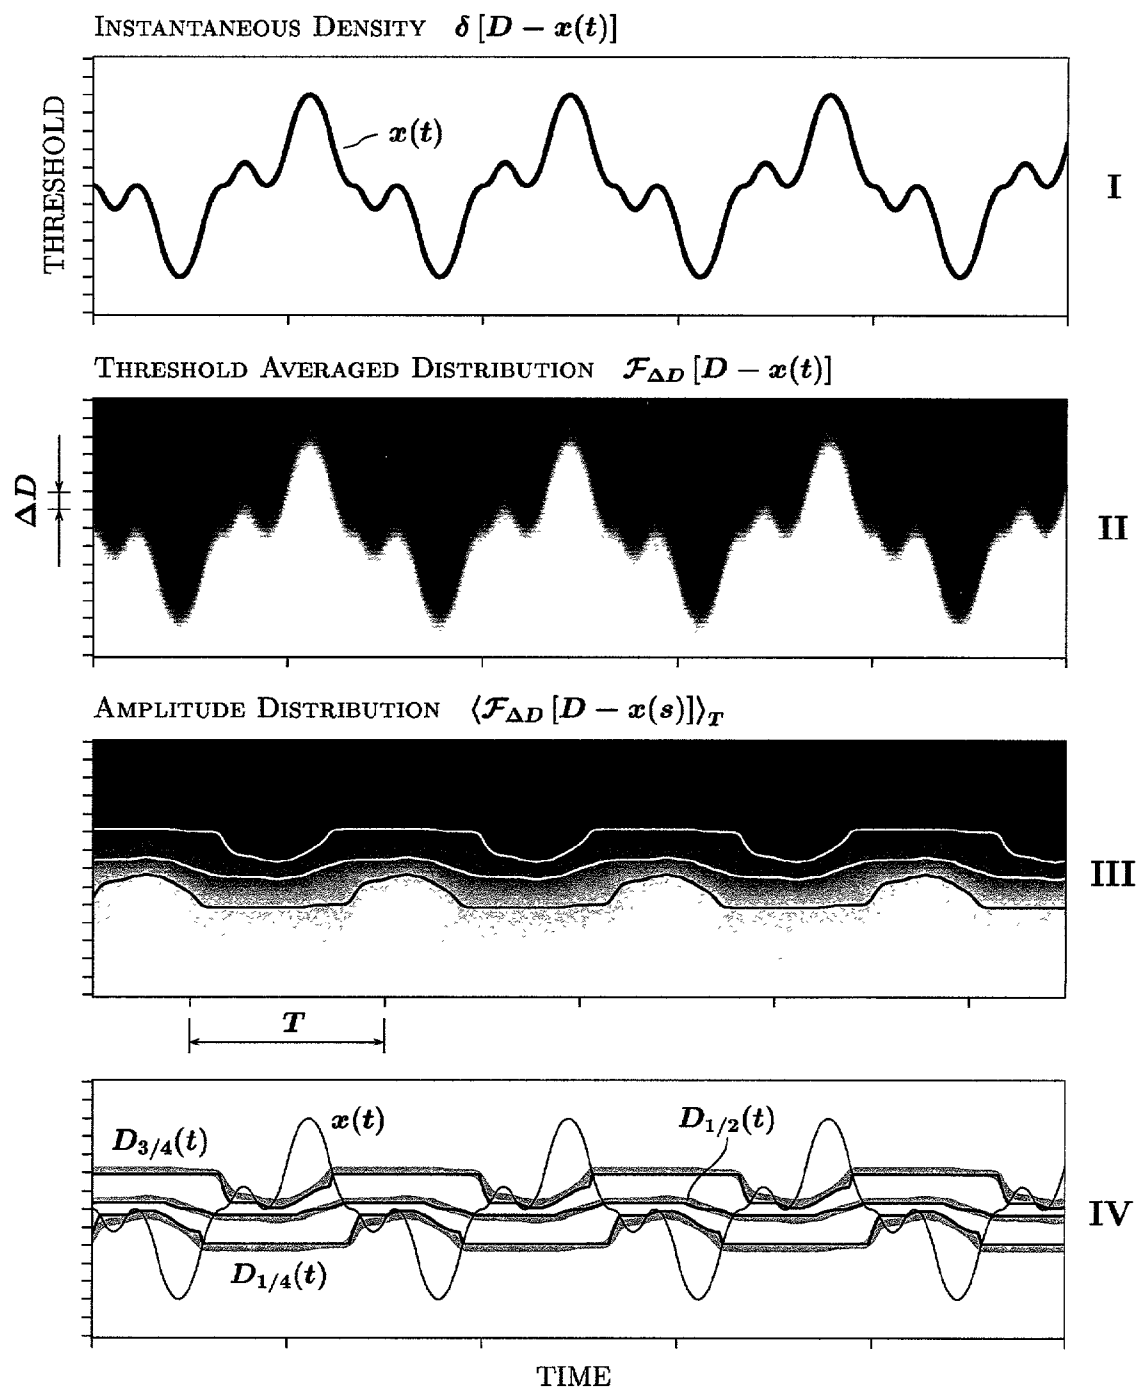 INSTANTANEOUS DENSITY δ [D − x(t)]
THRESHOLD
x(t)
I
THRESHOLD AVERAGED DISTRIBUTION ℱ_ΔD [D − x(t)]
ΔD
II
AMPLITUDE DISTRIBUTION ⟨ℱ_ΔD [D − x(s)]⟩_T
III
T
D_3/4(t)
x(t)
D_1/2(t)
IV
D_1/4(t)
TIME